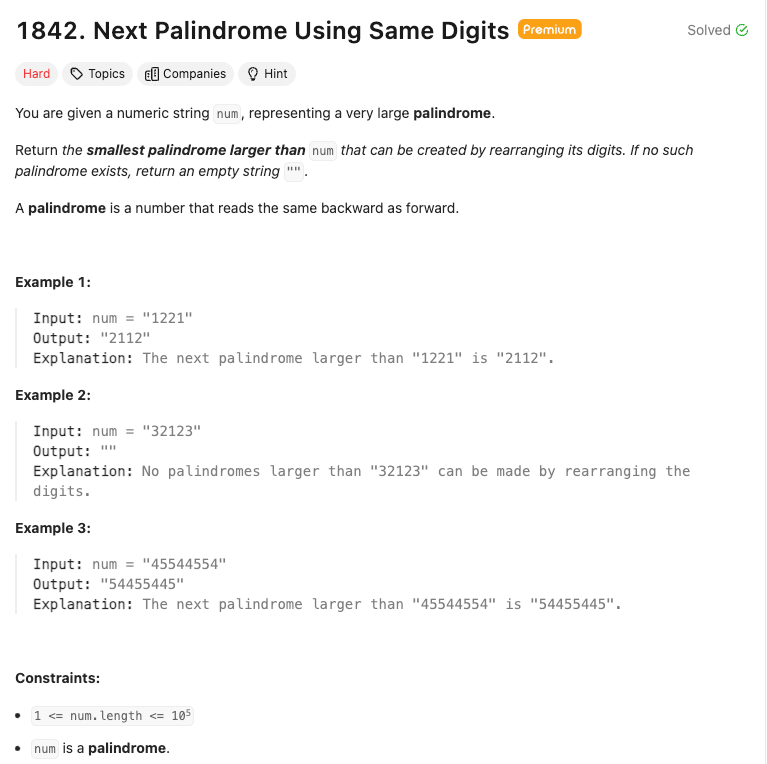 1842. Next Palindrome Using Same Digits Premium Solved
Hard Topics Companies Hint
You are given a numeric string num, representing a very large palindrome.
Return the smallest palindrome larger than num that can be created by rearranging its digits. If no such
palindrome exists, return an empty string "".
A palindrome is a number that reads the same backward as forward.
Example 1:
Input: num = "1221"
Output: "2112"
Explanation: The next palindrome larger than "1221" is "2112".
Example 2:
Input: num = "32123"
Output: ""
Explanation: No palindromes larger than "32123" can be made by rearranging the
digits.
Example 3:
Input: num = "45544554"
Output: "54455445"
Explanation: The next palindrome larger than "45544554" is "54455445".
Constraints:
• 1 <= num.length <= 10⁵
• num is a palindrome.